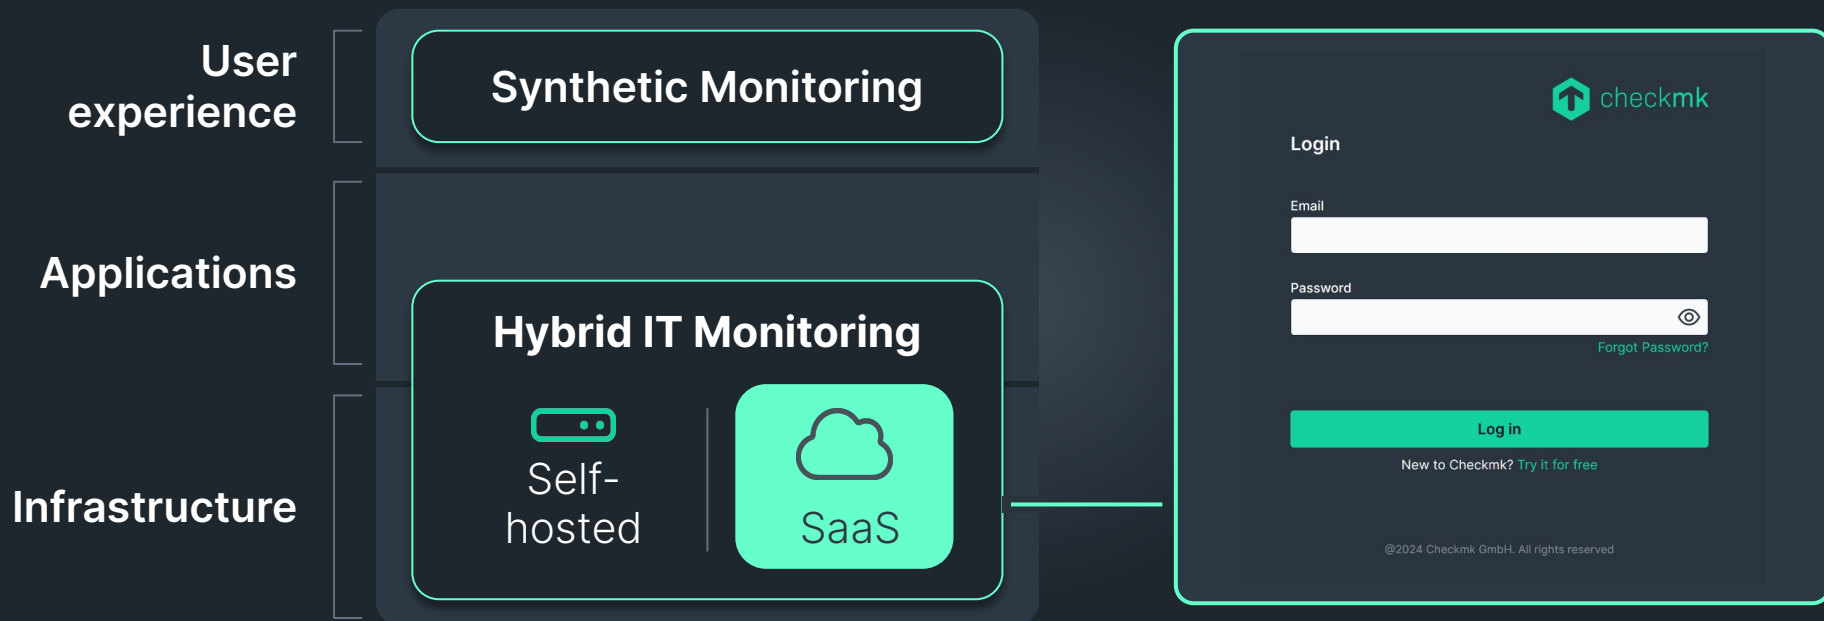 User
experience
Applications
Infrastructure
Synthetic Monitoring
Hybrid IT Monitoring
Self-
hosted
SaaS
checkmk
Login
Email
Password
Forgot Password?
Log in
New to Checkmk? Try it for free
@2024 Checkmk GmbH. All rights reserved